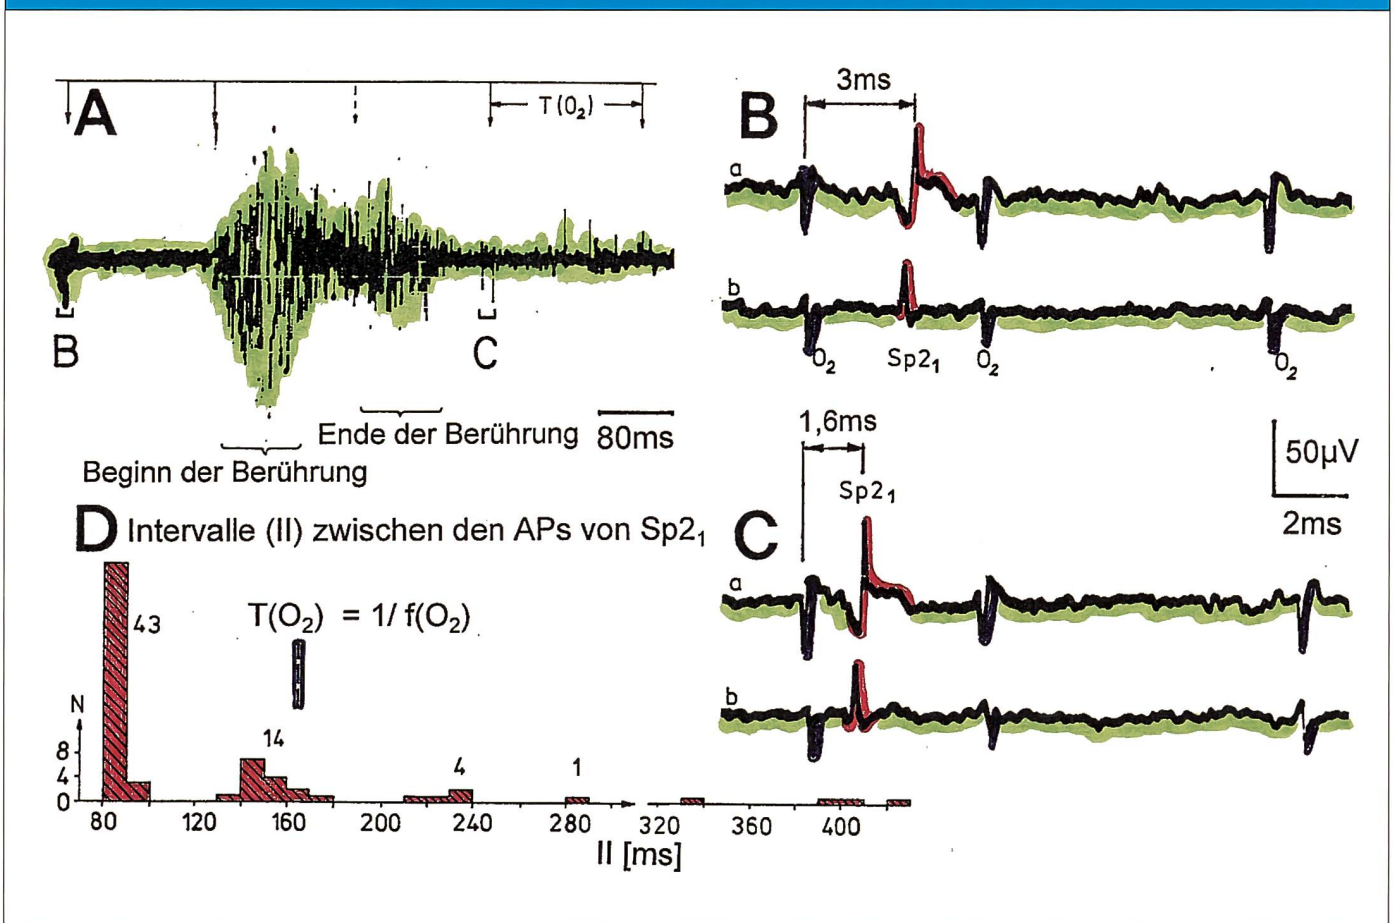 A
T(O₂)
B
C
Ende der Berührung
80ms
Beginn der Berührung
B
3ms
a
b
O₂
Sp2₁
O₂
O₂
1,6ms
Sp2₁
50µV
2ms
C
a
b
D Intervalle (II) zwischen den APs von Sp2₁
T(O₂) = 1/ f(O₂)
43
N
14
8
4
0
4
1
80 120 160 200 240 280 320 360 400
II [ms]